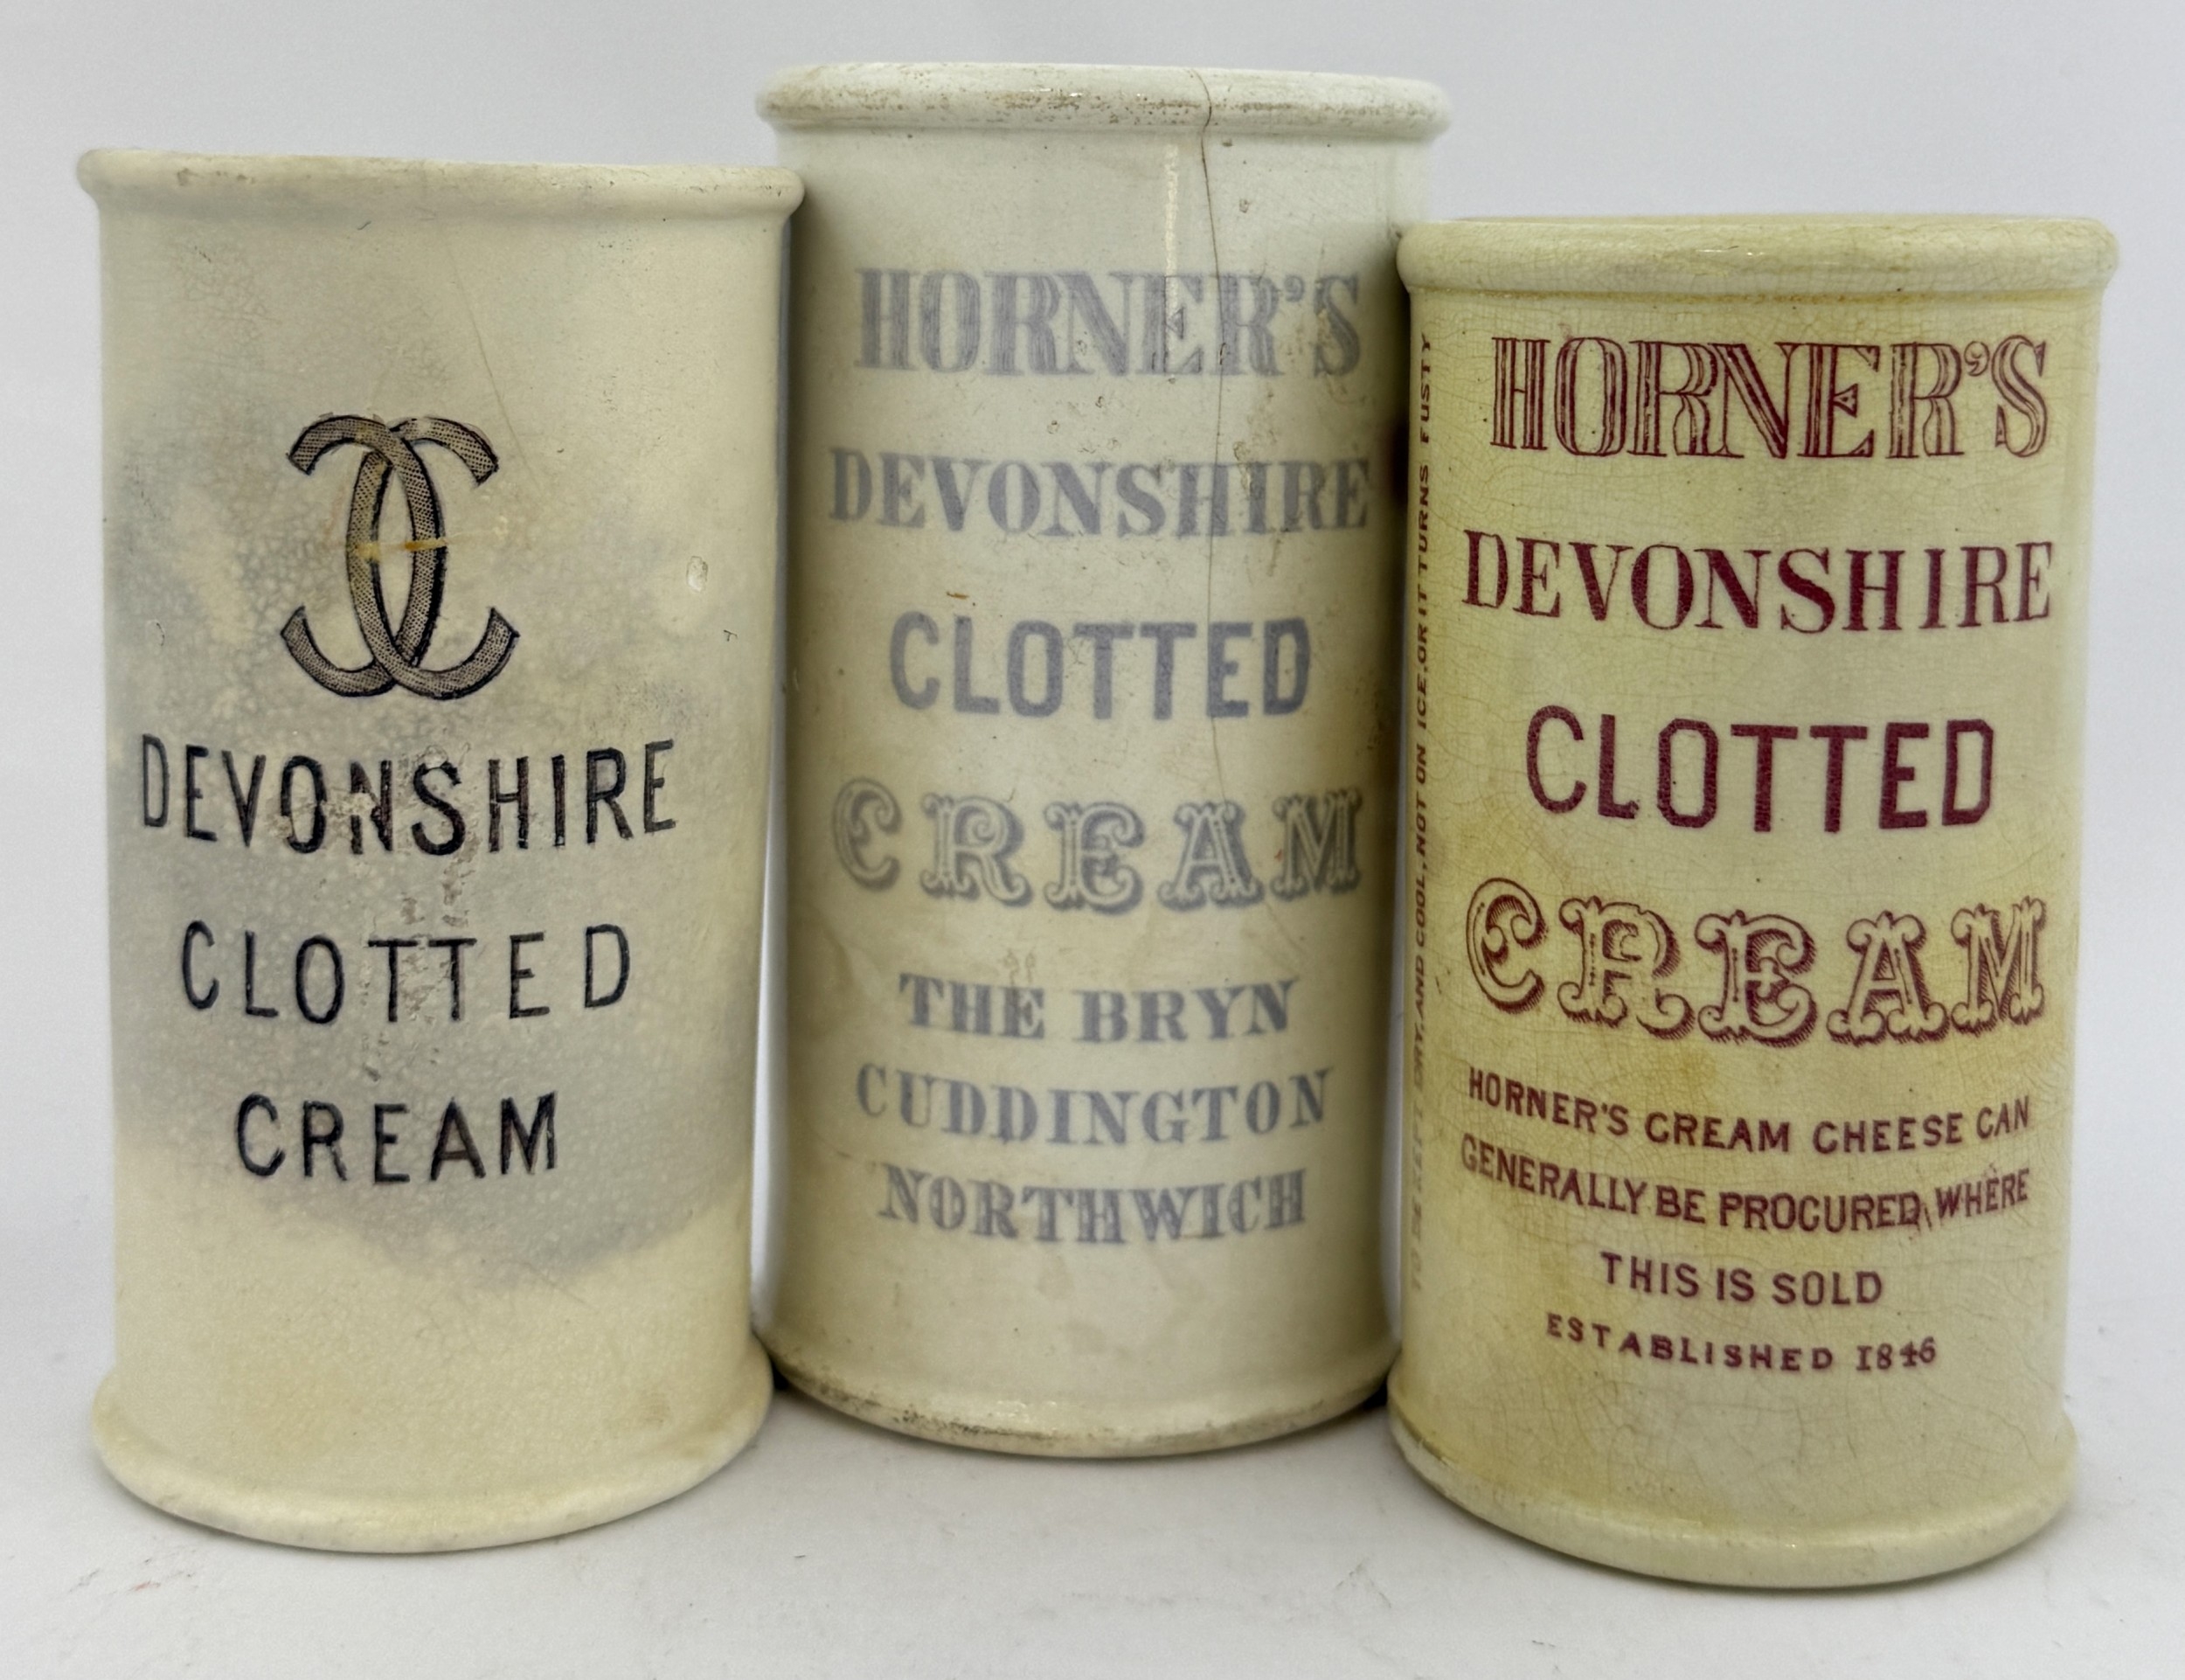 DEVONSHIRE
CLOTTED
CREAM
HORNER'S
DEVONSHIRE
CLOTTED
CREAM
THE BRYN
CUDDINGTON
NORTHWICH
HORNER'S
DEVONSHIRE
CLOTTED
CREAM
HORNER'S CREAM CHEESE CAN
GENERALLY BE PROCURED WHERE
THIS IS SOLD
ESTABLISHED 1846
DRY, AND COOL, NOT ON ICE, OR IT TURNS FUSTY